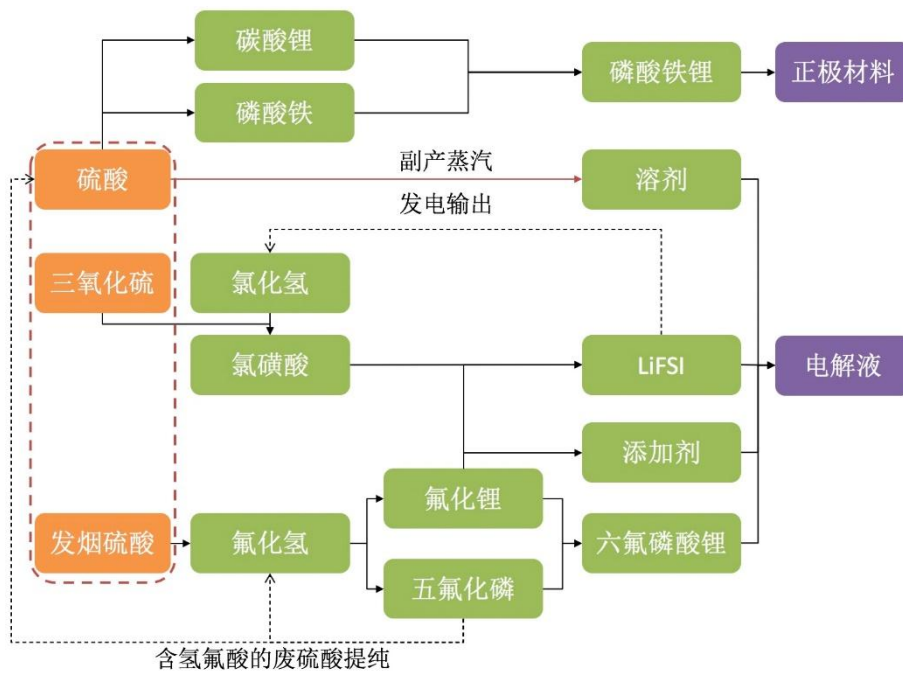 碳酸锂
磷酸铁
磷酸铁锂
正极材料
硫酸
副产蒸汽
发电输出
溶剂
三氧化硫
氯化氢
氯磺酸
LiFSI
电解液
添加剂
氟化锂
发烟硫酸
氟化氢
六氟磷酸锂
五氟化磷
含氢氟酸的废硫酸提纯